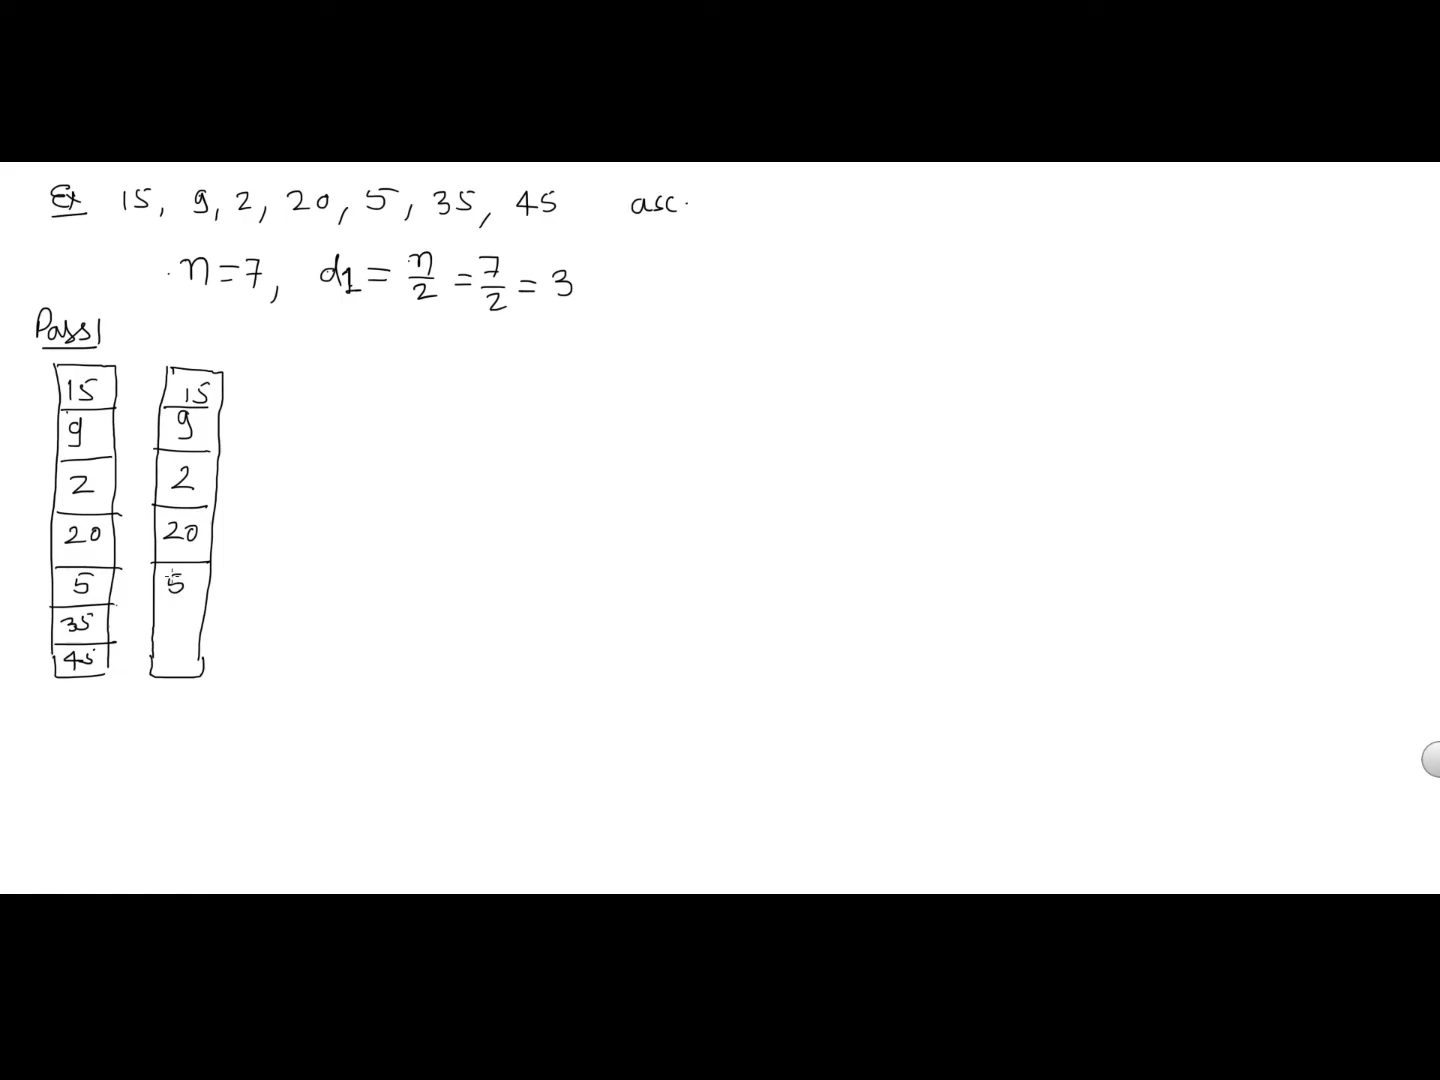 Ex 15, 9, 2, 20, 5, 35, 45 asc.
n=7, d1 = n/2 = 7/2 = 3
Pass1
15 15
9 9
2 2
20 20
5 5
35
45